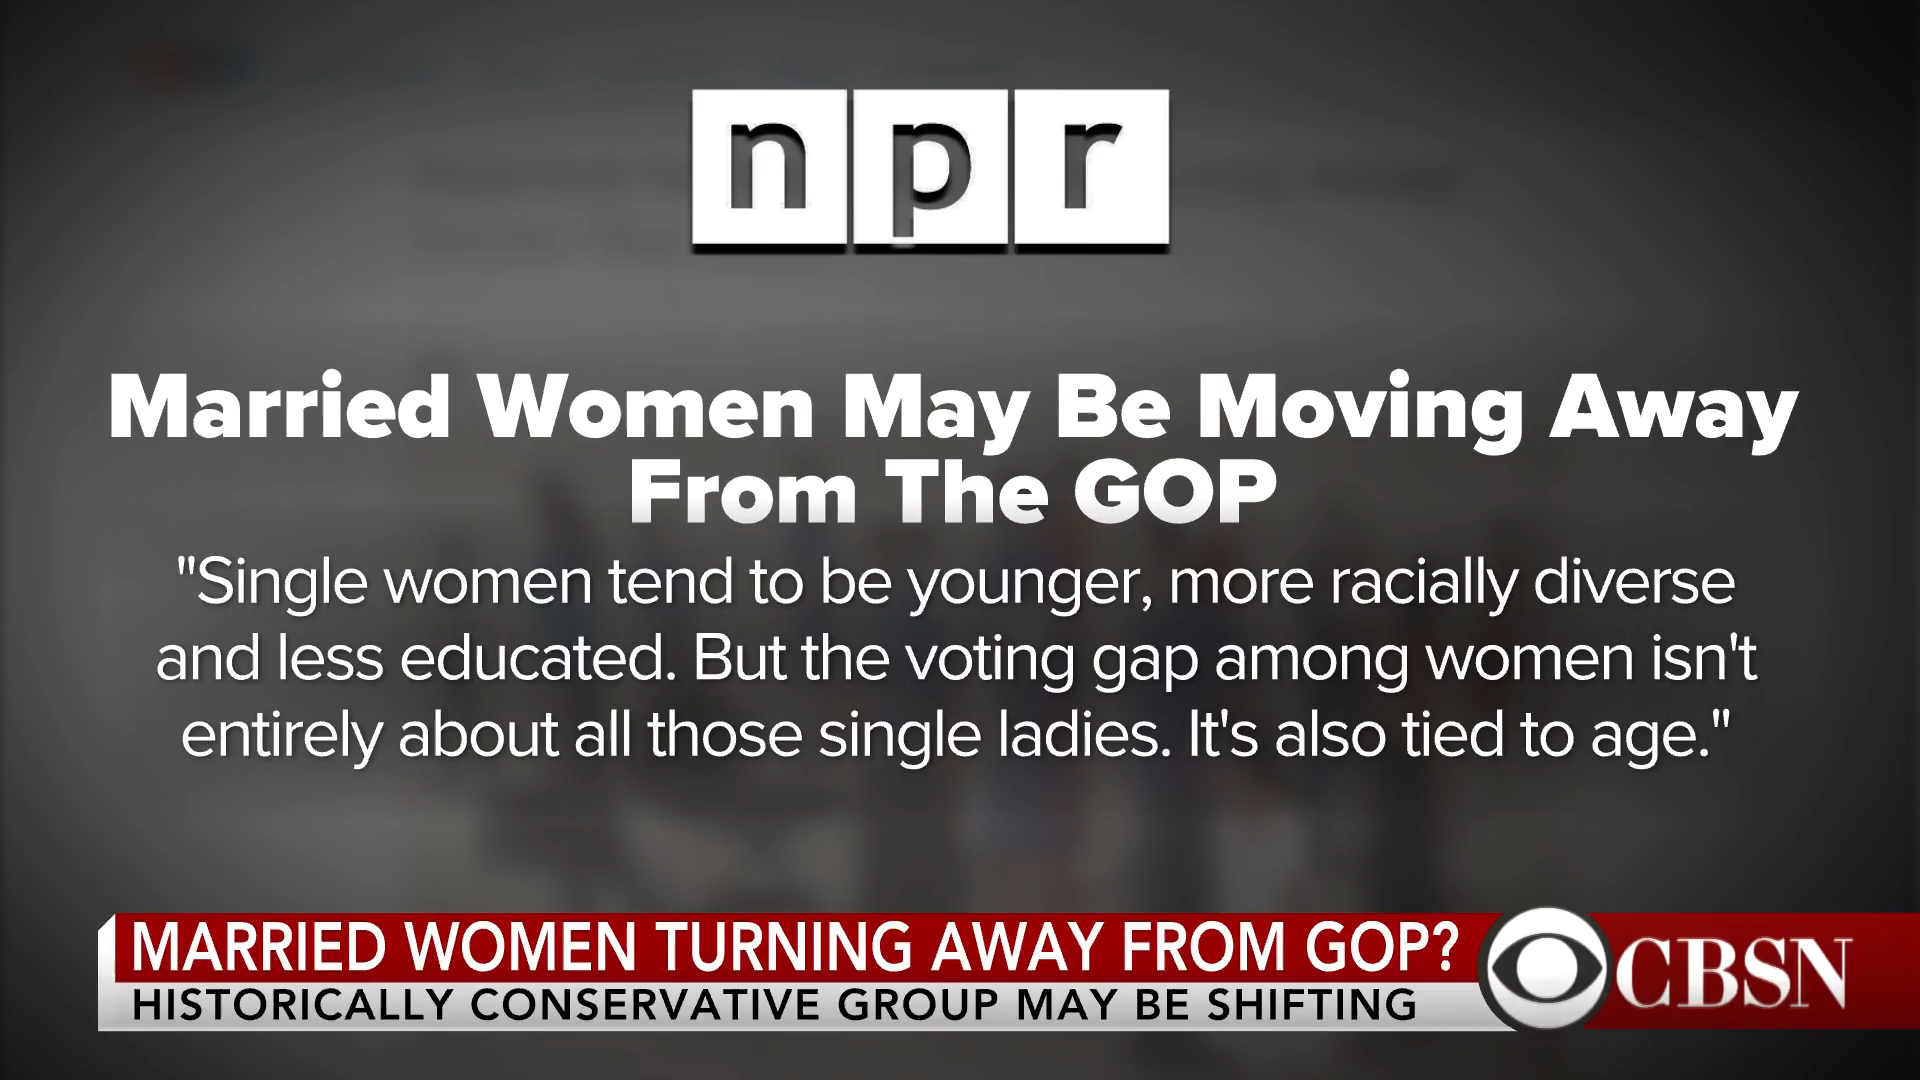 npr
Married Women May Be Moving Away
From The GOP
"Single women tend to be younger, more racially diverse
and less educated. But the voting gap among women isn't
entirely about all those single ladies. It's also tied to age."
MARRIED WOMEN TURNING AWAY FROM GOP?
HISTORICALLY CONSERVATIVE GROUP MAY BE SHIFTING
CBSN